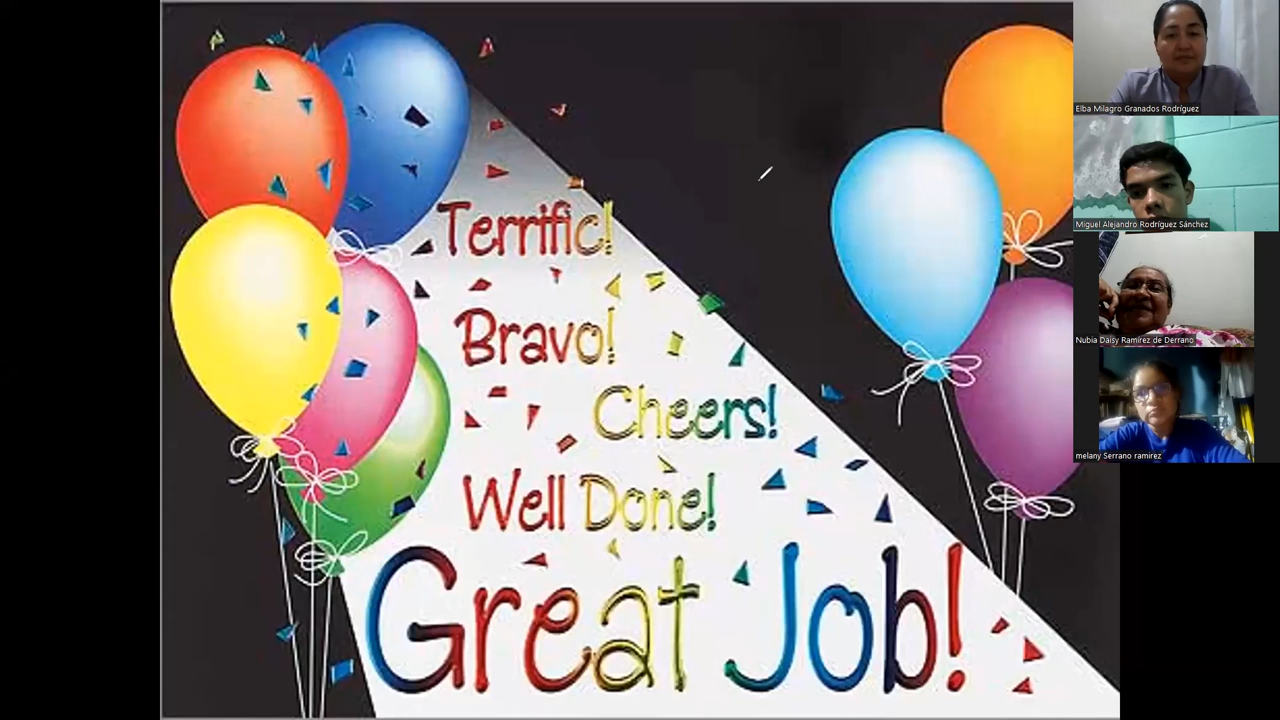 Terrific!
Bravo!
Cheers!
Well Done!
Great Job!
Elba Milagro Granados Rodríguez
Miguel Alejandro Rodríguez Sánchez
Nubia Daisy Ramirez de Derrano
melany Serrano ramirez